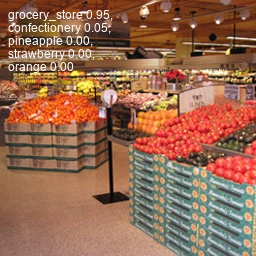 grocery_store 0.95,
confectionery 0.05,
pineapple 0.00,
strawberry 0.00,
orange 0.00